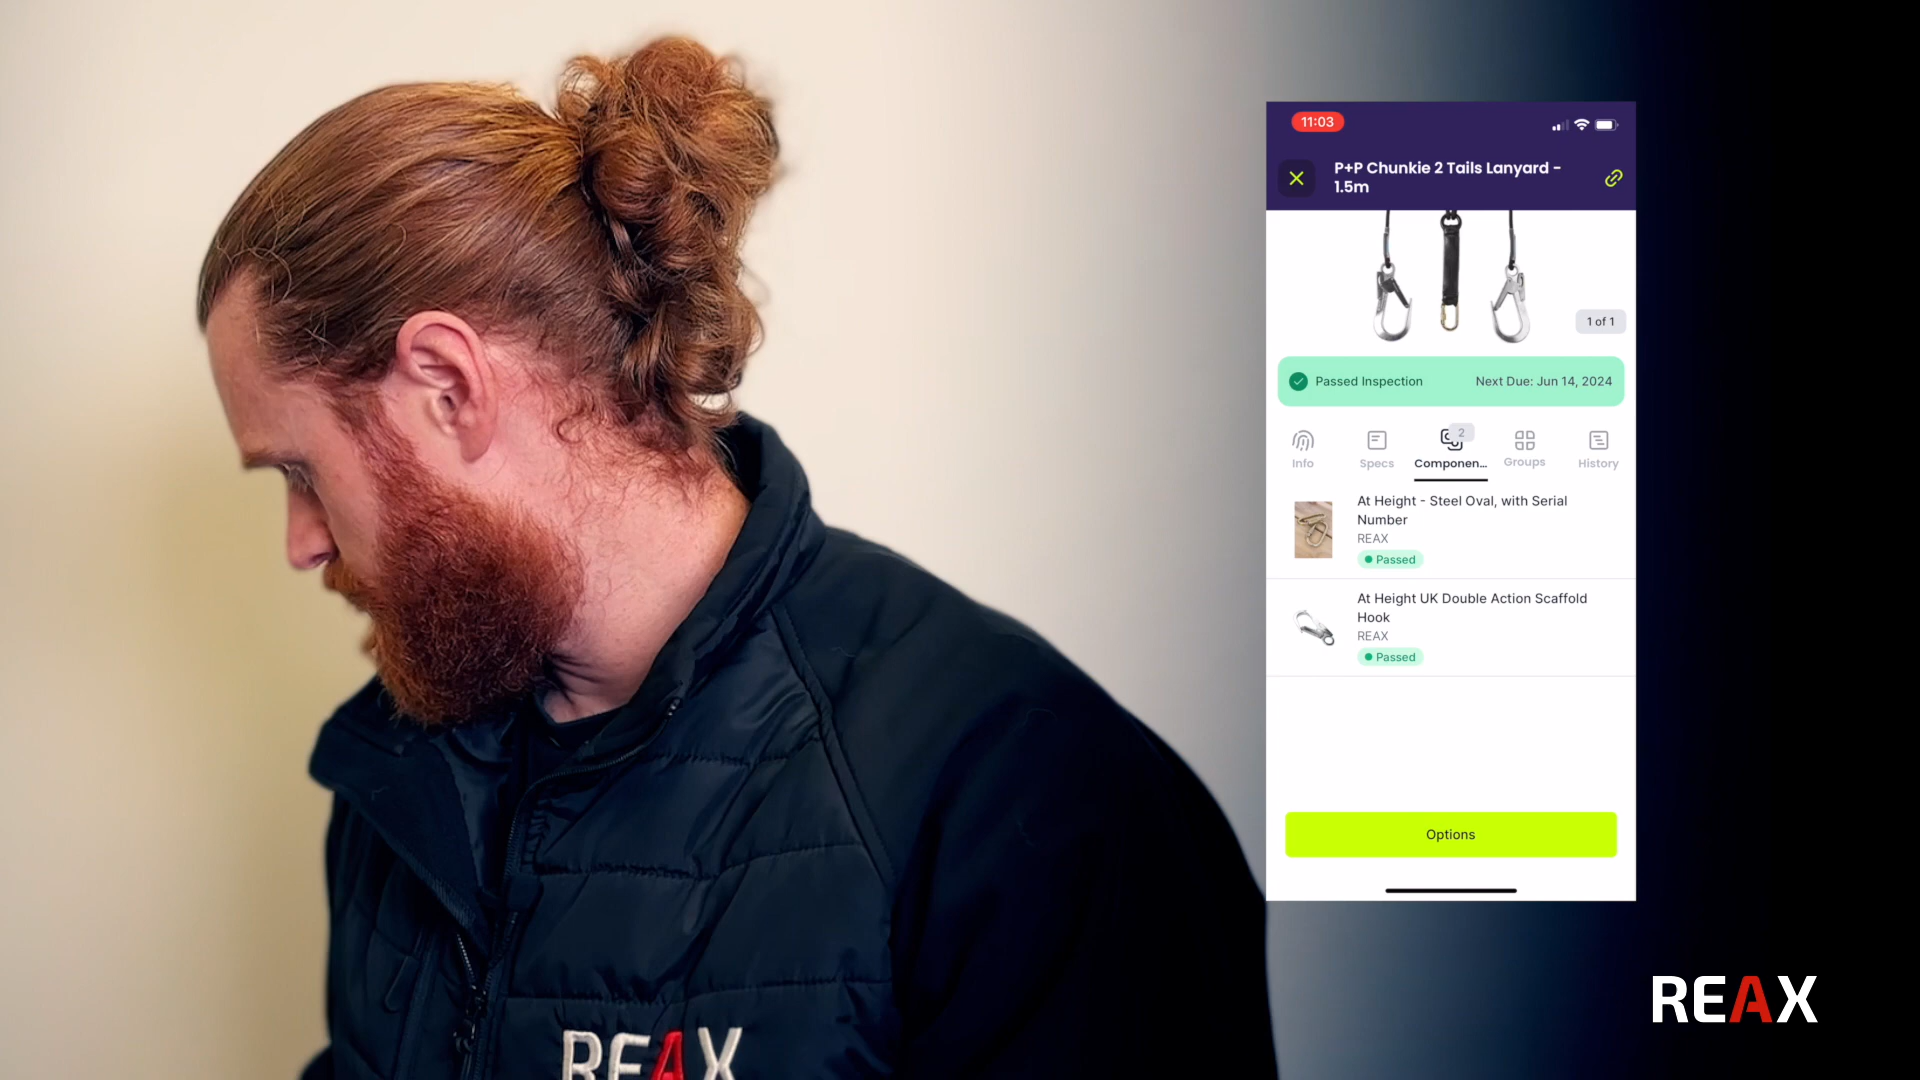 11:03
P+P Chunkie 2 Tails Lanyard -
1.5m
1 of 1
Passed Inspection
Next Due: Jun 14, 2024
2
Info
Specs
Componen...
Groups
History
At Height - Steel Oval, with Serial
Number
REAX
Passed
At Height UK Double Action Scaffold
Hook
REAX
Passed
Options
REAX
REAX